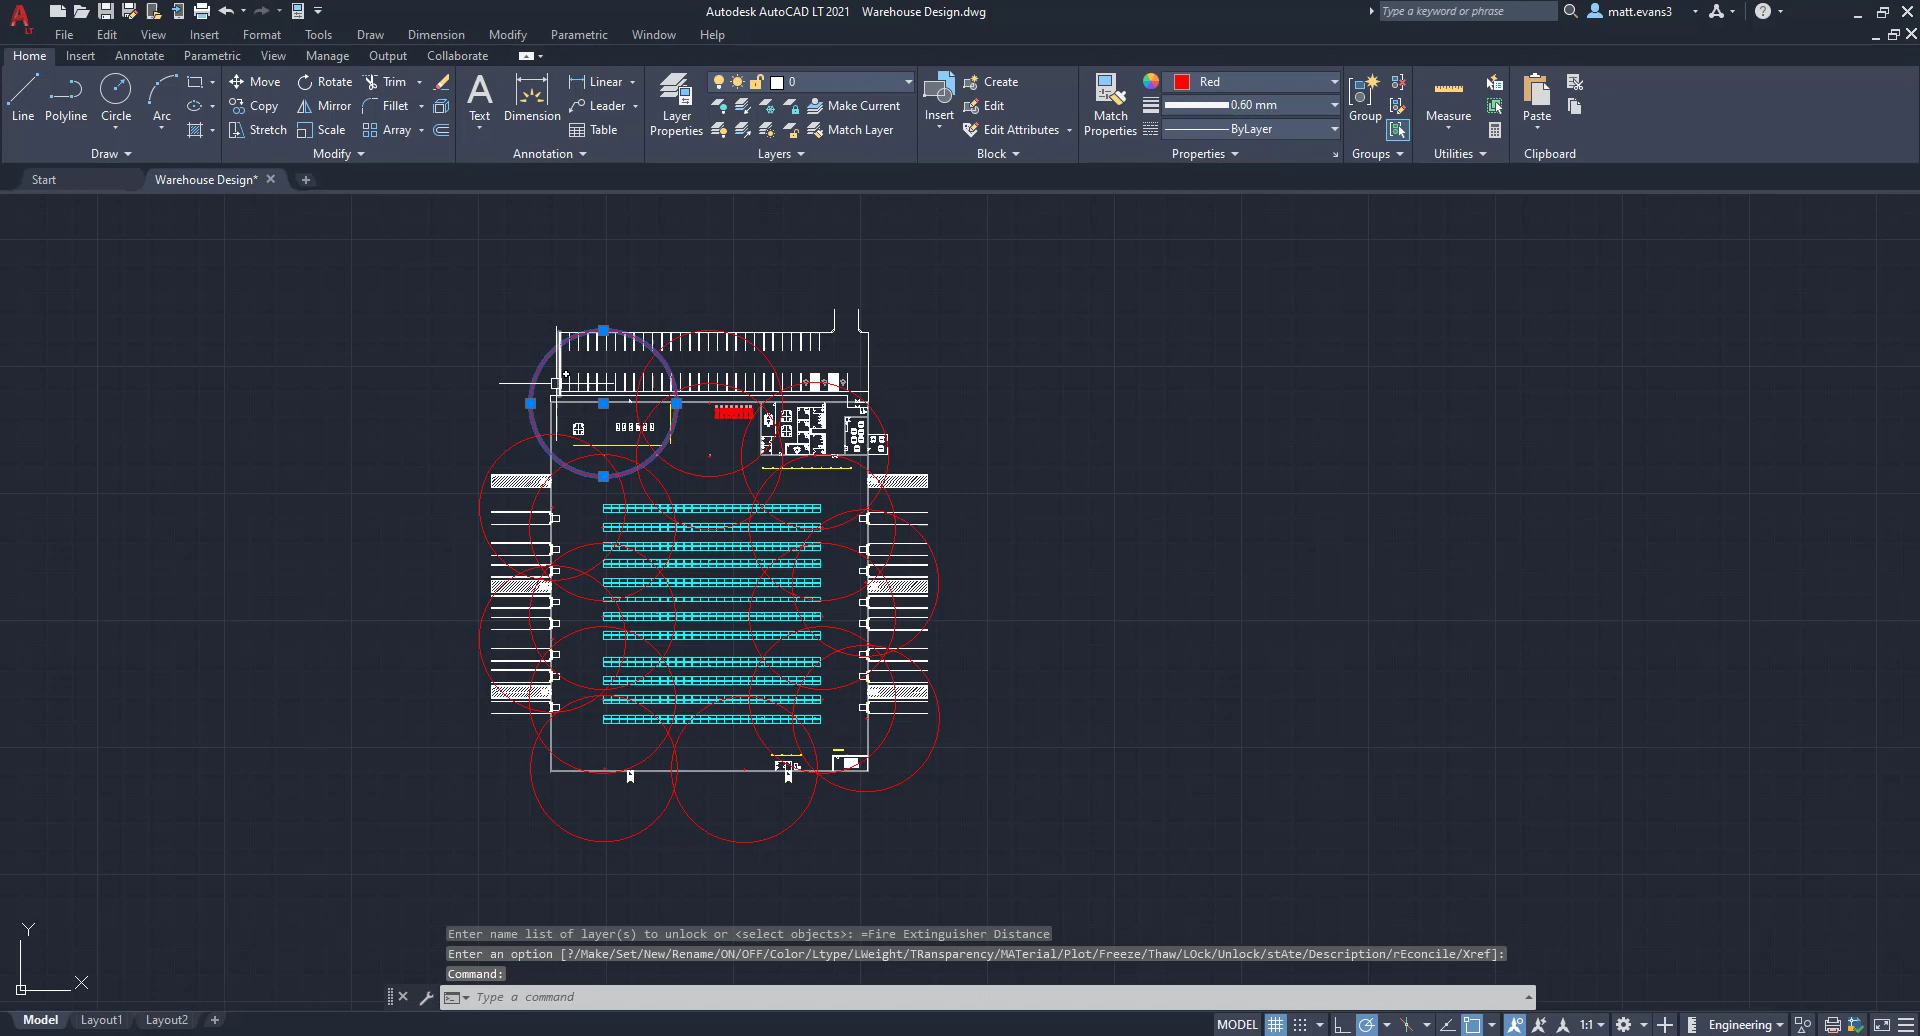 Autodesk AutoCAD LT 2021 Warehouse Design.dwg
Type a keyword or phrase
matt.evans3
LT
File Edit View Insert Format Tools Draw Dimension Modify Parametric Window Help
Home Insert Annotate Parametric View Manage Output Collaborate
Line Polyline Circle Arc
Move Rotate Trim
Copy Mirror Fillet
Stretch Scale Array
Text Dimension
Linear
Leader
Table
Layer Properties
0
Make Current
Match Layer
Insert
Create
Edit
Edit Attributes
Match Properties
Red
0.60 mm
ByLayer
Group
Measure
Paste
Draw Modify Annotation Layers Block Properties Groups Utilities Clipboard
Start Warehouse Design*
Y
X
Enter name list of layer(s) to unlock or <select objects>: =Fire Extinguisher Distance
Enter an option [?/Make/Set/New/Rename/ON/OFF/Color/Ltype/LWeight/TRansparency/MATerial/Plot/Freeze/Thaw/LOck/Unlock/stAte/Description/rEconcile/Xref]:
Command:
Type a command
Model Layout1 Layout2
MODEL 1:1 Engineering